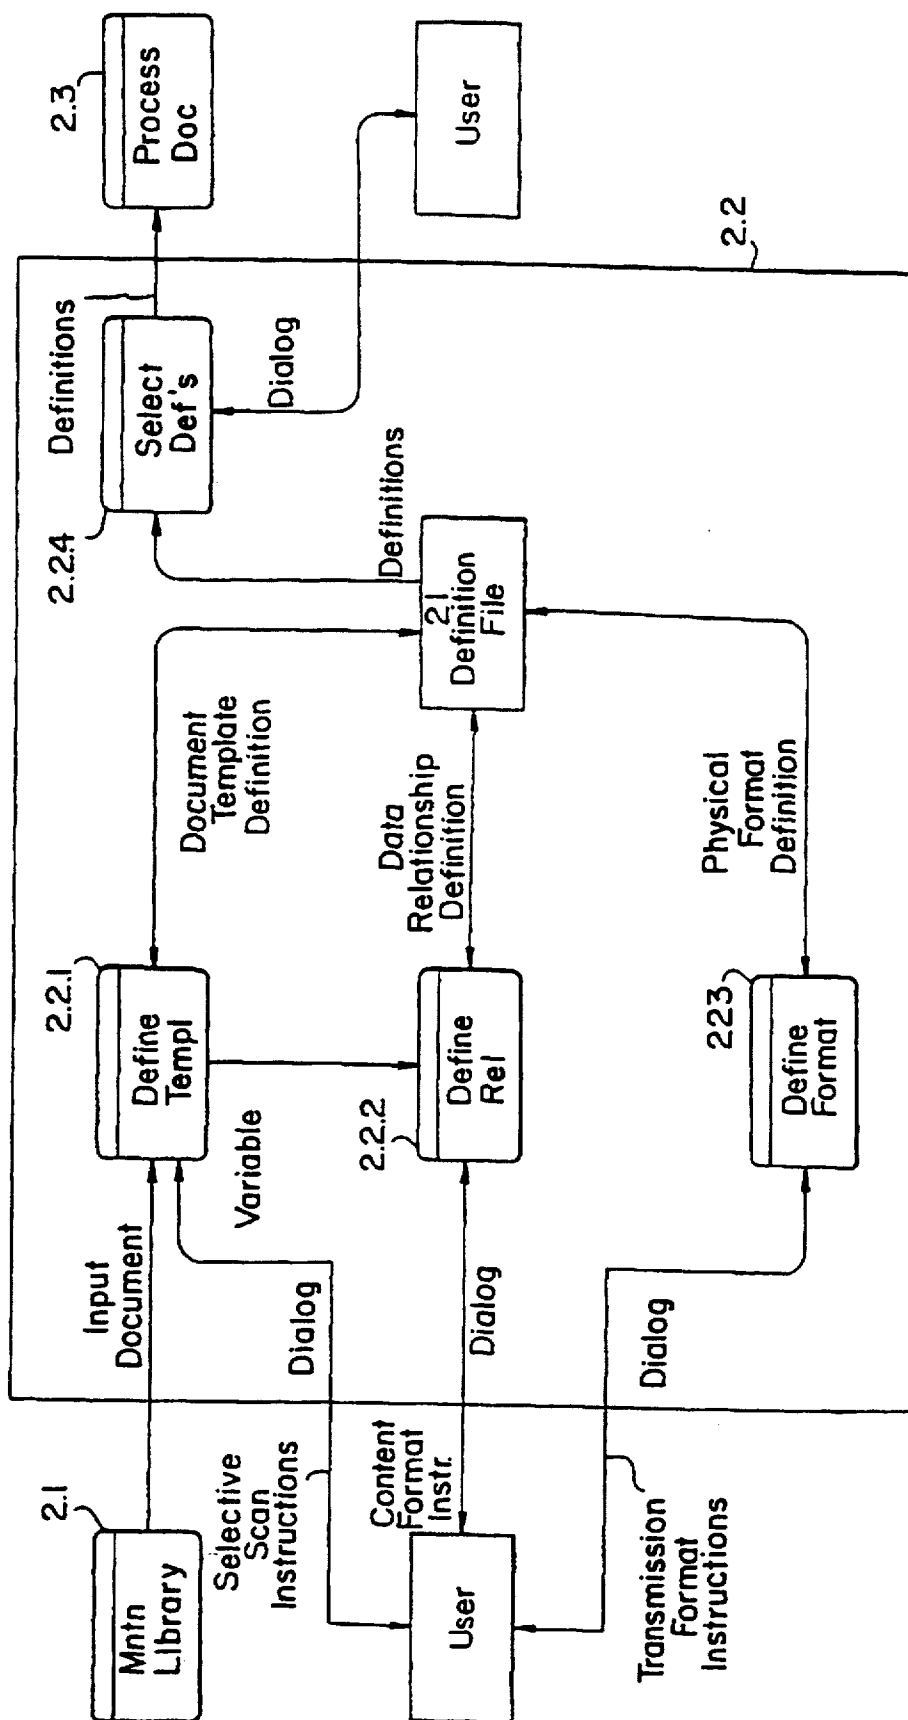 2.1
Mntn
Library
Input
Document
2.2.1
Define
Templ
Document
Template
Definition
2.2.4
Select
Def's
Definitions
2.3
Process
Doc
Selective
Scan
Instructions
Dialog
Variable
Definitions
Dialog
User
Content
Format
Instr.
User
Dialog
2.2.2
Define
Rel
Data
Relationship
Definition
2.1
Definition
File
Transmission
Format
Instructions
Dialog
223
Define
Format
Physical
Format
Definition
2.2